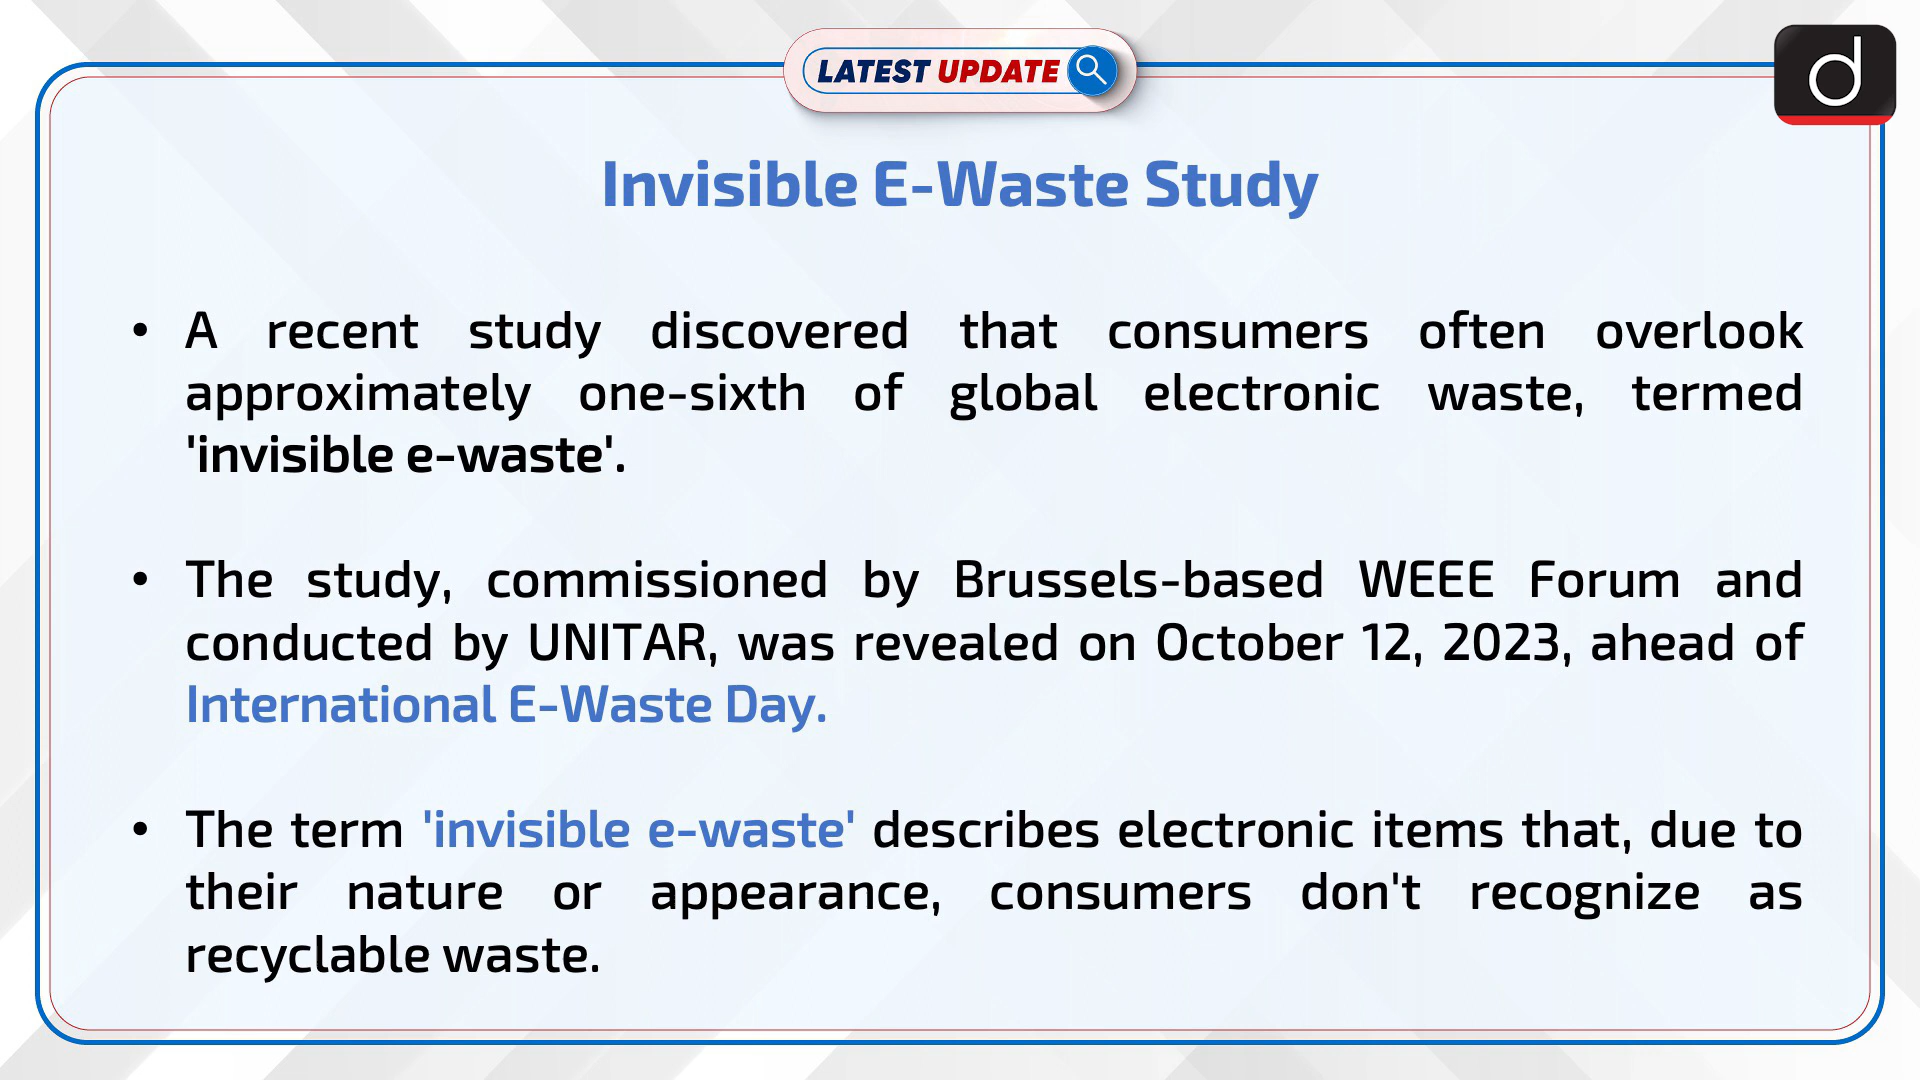 LATEST UPDATE
d
Invisible E-Waste Study
• A recent study discovered that consumers often overlook
approximately one-sixth of global electronic waste, termed
'invisible e-waste'.
• The study, commissioned by Brussels-based WEEE Forum and
conducted by UNITAR, was revealed on October 12, 2023, ahead of
International E-Waste Day.
• The term 'invisible e-waste' describes electronic items that, due to
their nature or appearance, consumers don't recognize as
recyclable waste.